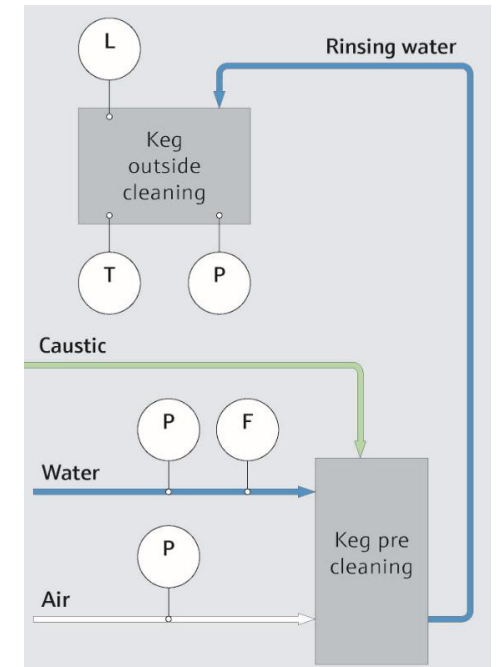 L
Rinsing water
Keg
outside
cleaning
T
P
Caustic
P
F
Water
Keg pre
cleaning
P
Air